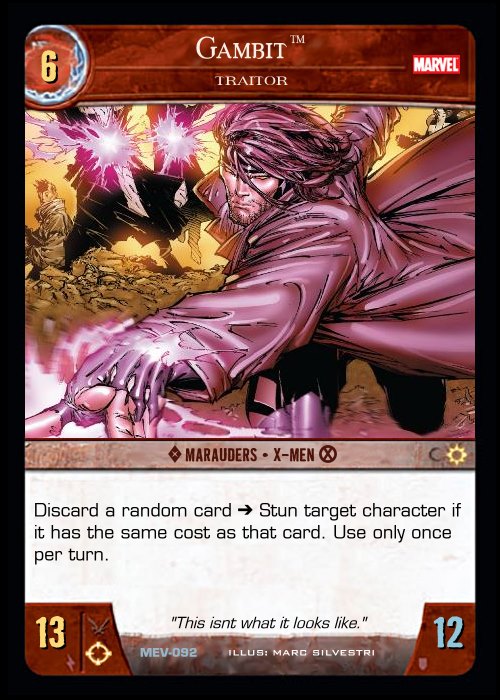 6
GAMBIT™
MARVEL
TRAITOR
MARAUDERS • X-MEN
C
Discard a random card ➔ Stun target character if
it has the same cost as that card. Use only once
per turn.
13
"This isnt what it looks like."
12
MEV-092 ILLUS: MARC SILVESTRI